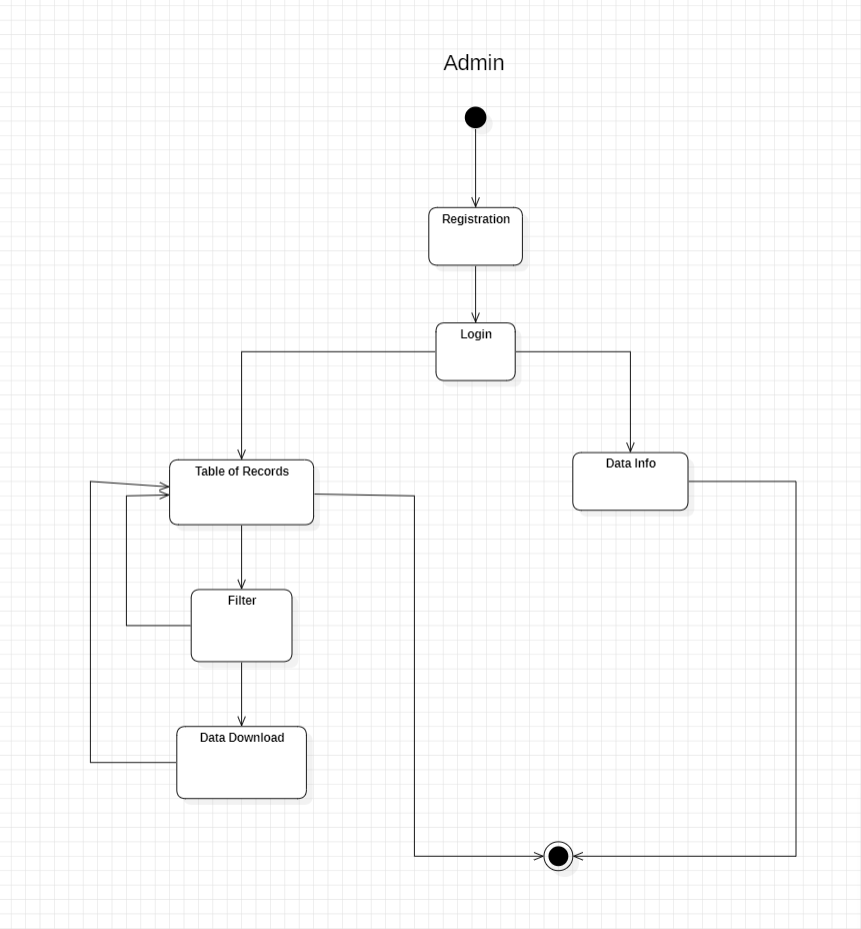 Admin
Registration
Login
Table of Records
Data Info
Filter
Data Download